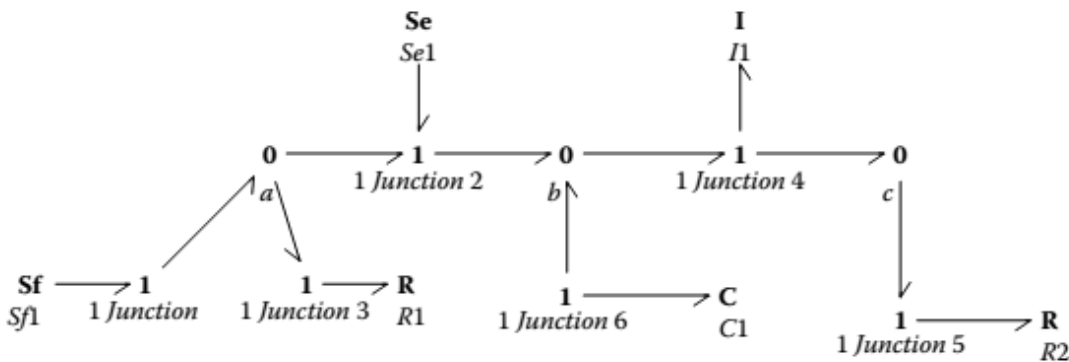 Se I
Se1 I1
0 1 0 1 0
a 1 Junction 2 b 1 Junction 4 c
Sf 1 1 R 1 C
Sf1 1 Junction 1 Junction 3 R1 1 Junction 6 C1
1 R
1 Junction 5 R2